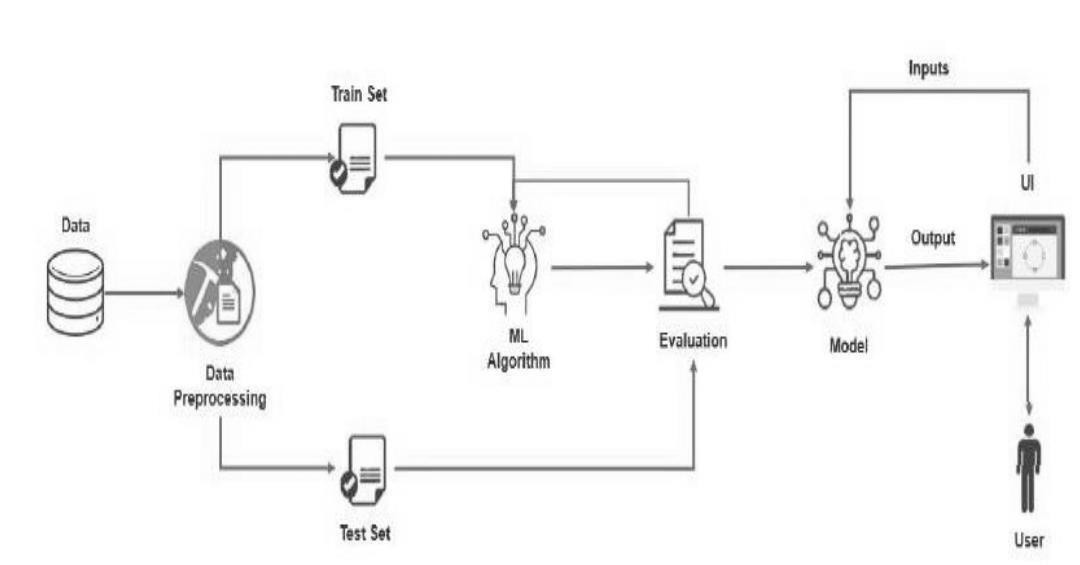 Inputs
Train Set
UI
Data
Output
ML
Algorithm
Evaluation
Model
Data
Preprocessing
Test Set
User